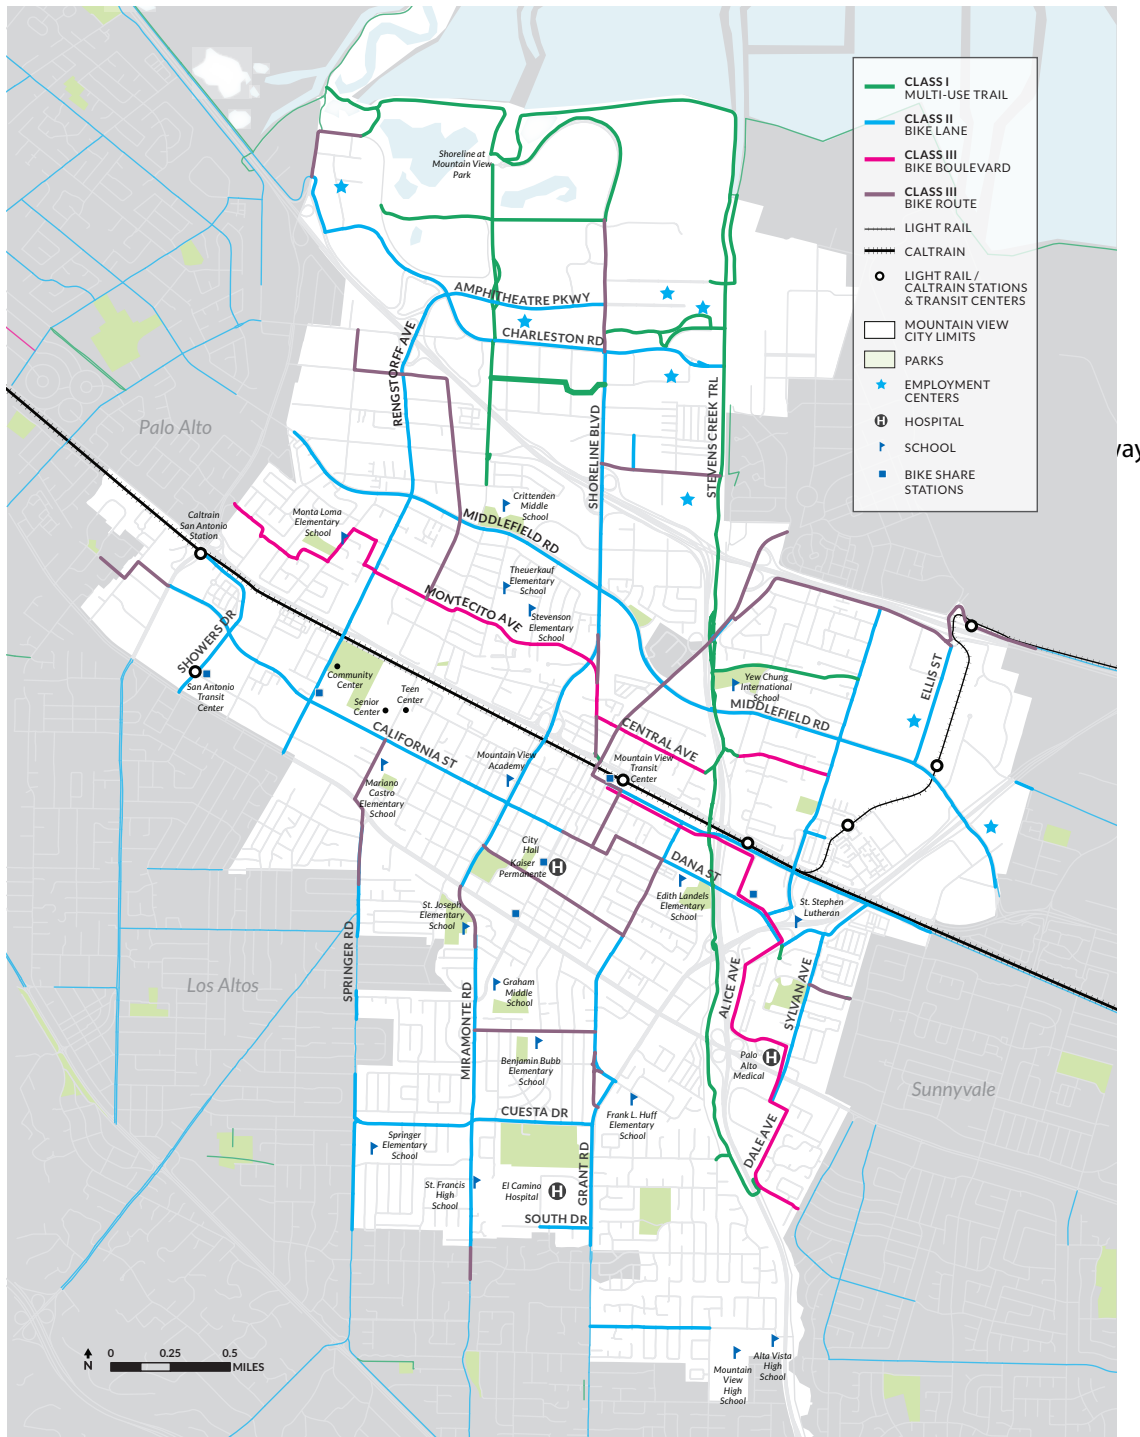 CLASS I
MULTI-USE TRAIL
CLASS II
BIKE LANE
CLASS III
BIKE BOULEVARD
CLASS III
BIKE ROUTE
LIGHT RAIL
CALTRAIN
LIGHT RAIL /
CALTRAIN STATIONS
& TRANSIT CENTERS
MOUNTAIN VIEW
CITY LIMITS
PARKS
EMPLOYMENT
CENTERS
H
HOSPITAL
SCHOOL
BIKE SHARE
STATIONS
Shoreline at
Mountain View
Park
AMPHITHEATRE PKWY
CHARLESTON RD
RENGSTORFF AVE
SHORELINE BLVD
STEVENS CREEK TRL
way
Palo Alto
Caltrain
San Antonio
Station
Monta Loma
Elementary
School
Crittenden
Middle
School
MIDDLEFIELD RD
Theuerkauf
Elementary
School
MONTECITO AVE
Stevenson
Elementary
School
SHOWERS DR
San Antonio
Transit
Center
Community
Center
Teen
Center
Senior
Center
CALIFORNIA ST
Yew Chung
International
School
MIDDLEFIELD RD
ELLIS ST
CENTRAL AVE
Mountain View
Academy
Mountain View
Transit
Center
Mariano
Castro
Elementary
School
City
Hall
Kaiser
Permanente
H
DANA ST
Edith Landels
Elementary
School
St. Stephen
Lutheran
St. Joseph
Elementary
School
SPRINGER RD
Los Altos
MIRAMONTE RD
Graham
Middle
School
ALICE AVE
SYLVAN AVE
Benjamin Bubb
Elementary
School
Palo
Alto
Medical
H
Sunnyvale
CUESTA DR
Frank L. Huff
Elementary
School
DALE AVE
Springer
Elementary
School
GRANT RD
St. Francis
High
School
El Camino
Hospital
H
SOUTH DR
Mountain
View
High
School
Alta Vista
High
School
N
0 0.25 0.5
MILES